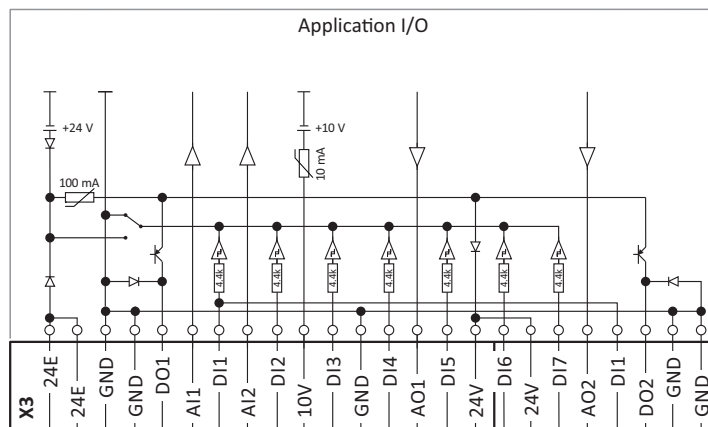 Application I/O
+24 V
+10 V
10 mA
100 mA
4.4k
4.4k
4.4k
4.4k
4.4k
4.4k
4.4k
X3
24E
24E
GND
GND
DO1
AI1
DI1
AI2
DI2
10V
DI3
GND
DI4
AO1
DI5
24V
DI6
24V
DI7
AO2
DI1
DO2
GND
GND